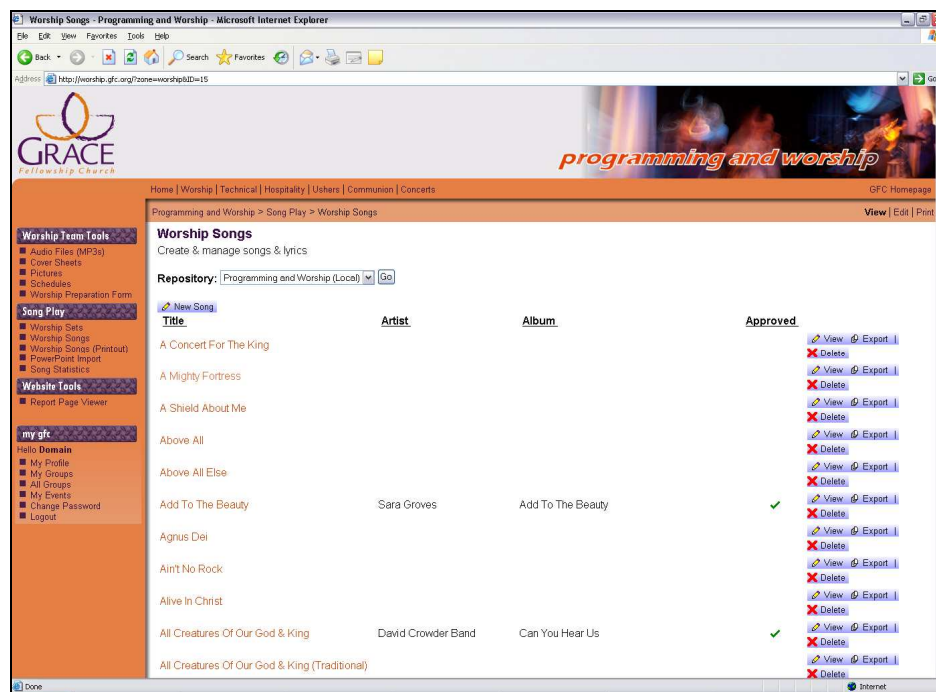 Worship Songs - Programming and Worship - Microsoft Internet Explorer
File Edit View Favorites Tools Help
Back Search Favorites
Address http://worship.gfc.org/?zone=worship&ID=15 Go
GRACE
Fellowship Church
programming and worship
Home | Worship | Technical | Hospitality | Ushers | Communion | Concerts GFC Homepage
Programming and Worship > Song Play > Worship Songs View | Edit | Print
Worship Team Tools
Audio Files (MP3s)
Cover Sheets
Pictures
Schedules
Worship Preparation Form
Song Play
Worship Sets
Worship Songs
Worship Songs (Printout)
PowerPoint Import
Song Statistics
Website Tools
Report Page Viewer
my gfc
Hello Domain
My Profile
My Groups
All Groups
My Events
Change Password
Logout
Worship Songs
Create & manage songs & lyrics
Repository: Programming and Worship (Local) Go
New Song
Title Artist Album Approved
A Concert For The King View Export |
Delete
A Mighty Fortress View Export |
Delete
A Shield About Me View Export |
Delete
Above All View Export |
Delete
Above All Else View Export |
Delete
Add To The Beauty Sara Groves Add To The Beauty ✓ View Export |
Delete
Agnus Dei View Export |
Delete
Ain't No Rock View Export |
Delete
Alive In Christ View Export |
Delete
All Creatures Of Our God & King David Crowder Band Can You Hear Us ✓ View Export |
Delete
All Creatures Of Our God & King (Traditional) View Export |
Delete
Done Internet